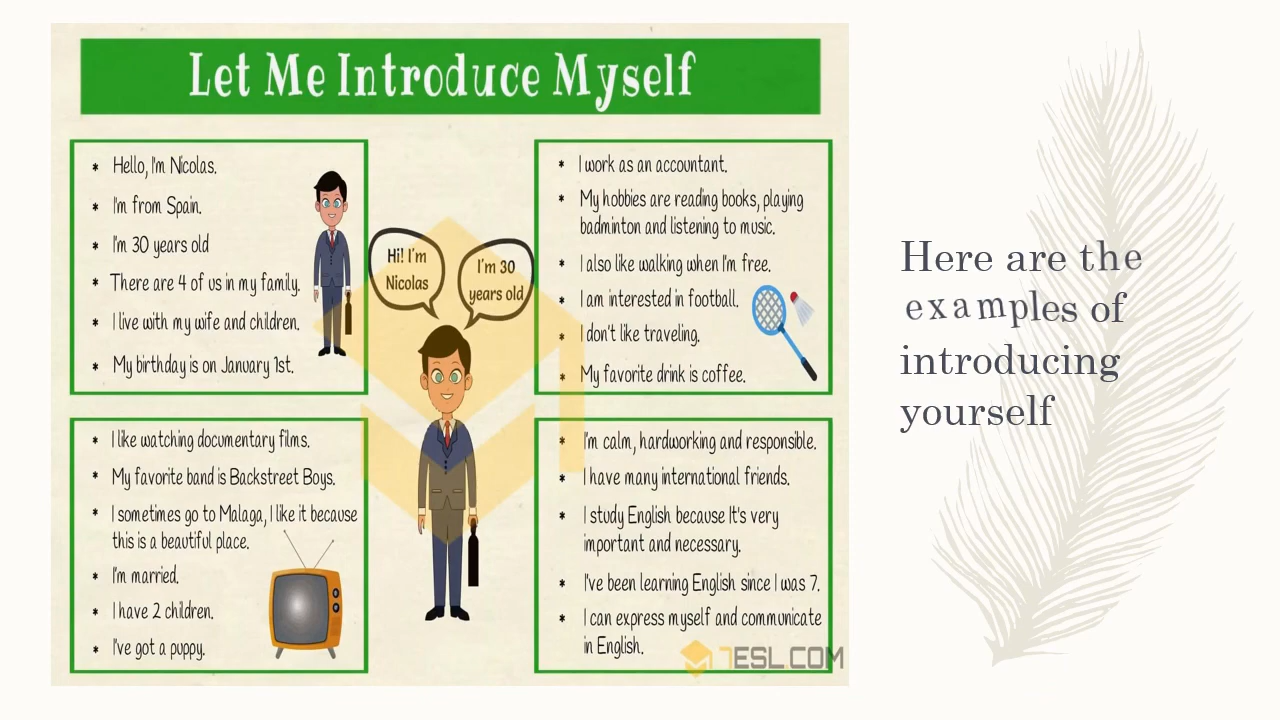 Let Me Introduce Myself
* Hello, I'm Nicolas.
* I'm from Spain.
* I'm 30 years old
* There are 4 of us in my family.
* I live with my wife and children.
* My birthday is on January 1st.
Hi! I'm
Nicolas
I'm 30
years old
* I work as an accountant.
* My hobbies are reading books, playing
badminton and listening to music.
* I also like walking when I'm free.
* I am interested in football.
* I don't like traveling.
* My favorite drink is coffee.
* I like watching documentary films.
* My favorite band is Backstreet Boys.
* I sometimes go to Malaga, I like it because
this is a beautiful place.
* I'm married.
* I have 2 children.
* I've got a puppy.
* I'm calm, hardworking and responsible.
* I have many international friends.
* I study English because It's very
important and necessary.
* I've been learning English since I was 7.
* I can express myself and communicate
in English.
7ESL.COM
Here are the
examples of
introducing
yourself